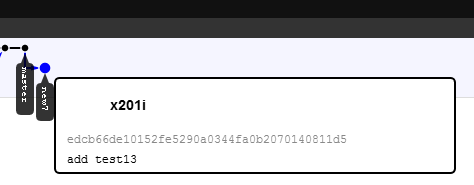 master
new7
x201i
edcb66de10152fe5290a0344fa0b2070140811d5
add test13